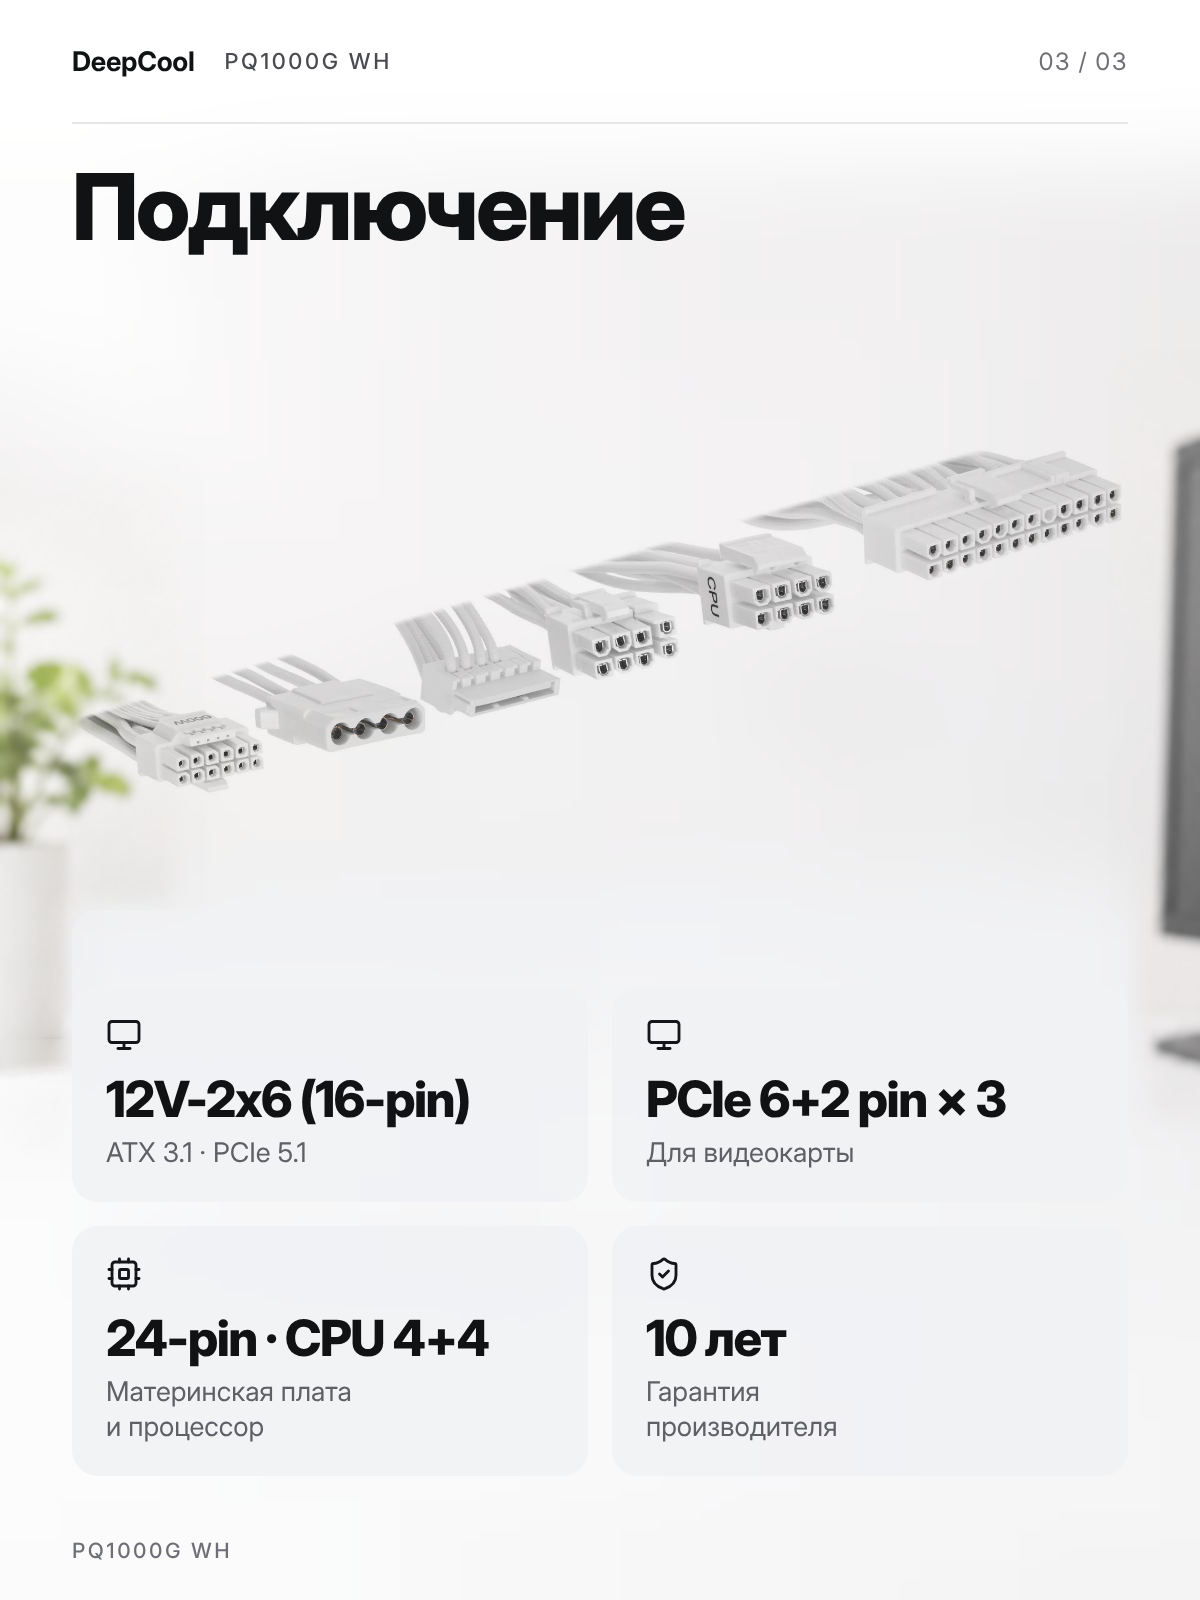 DeepCool PQ1000G WH 03 / 03
Подключение
CPU
600W
12V-2x6 (16-pin)
ATX 3.1 · PCIe 5.1
PCIe 6+2 pin × 3
Для видеокарты
24-pin · CPU 4+4
Материнская плата
и процессор
10 лет
Гарантия
производителя
PQ1000G WH